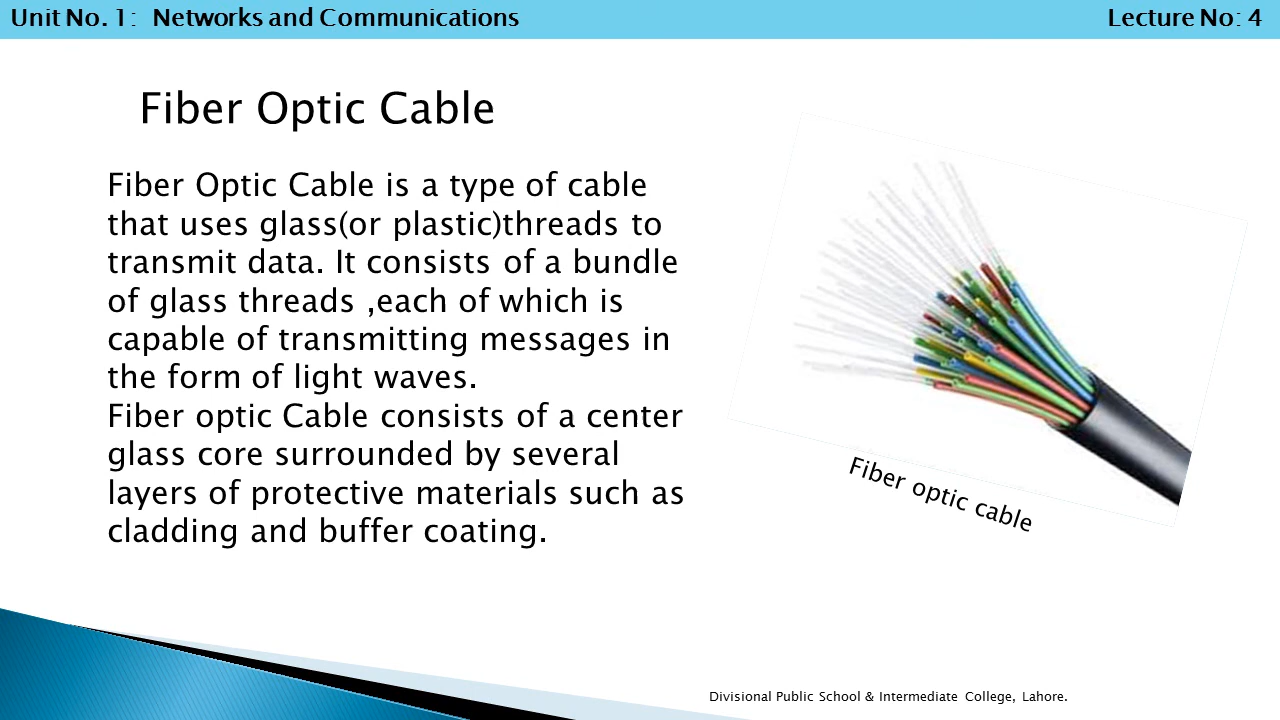 Unit No. 1:  Networks and Communications
Lecture No: 4
Fiber Optic Cable
Fiber Optic Cable is a type of cable
that uses glass(or plastic)threads to
transmit data. It consists of a bundle
of glass threads ,each of which is
capable of transmitting messages in
the form of light waves.
Fiber optic Cable consists of a center
glass core surrounded by several
layers of protective materials such as
cladding and buffer coating.
Fiber optic cable
Divisional Public School & Intermediate College, Lahore.